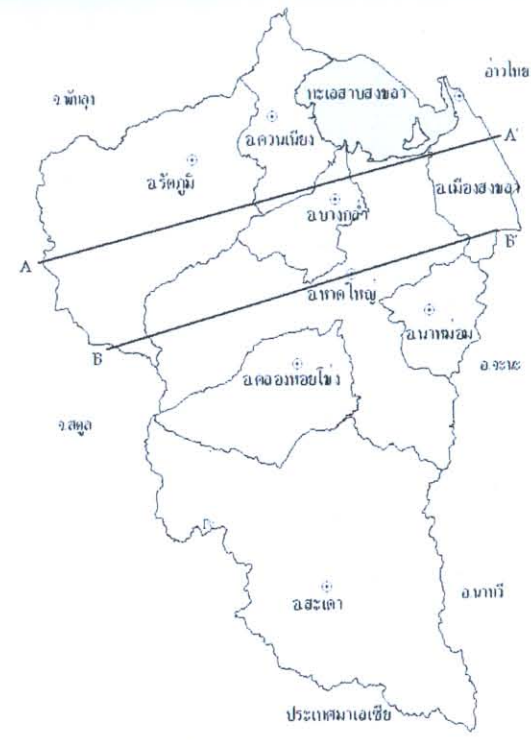 อ่าวไทย
ทะเลสาบสงขลา
จ.พัทลุง
อ.ควนเนียง
A'
อ.รัตภูมิ
อ.เมืองสงขลา
อ.บางกล่ำ
B'
A
อ.หาดใหญ่
อ.นาหม่อม
B
อ.จะนะ
อ.คลองหอยโข่ง
จ.สตูล
อ.นาทวี
อ.สะเดา
ประเทศมาเลเซีย